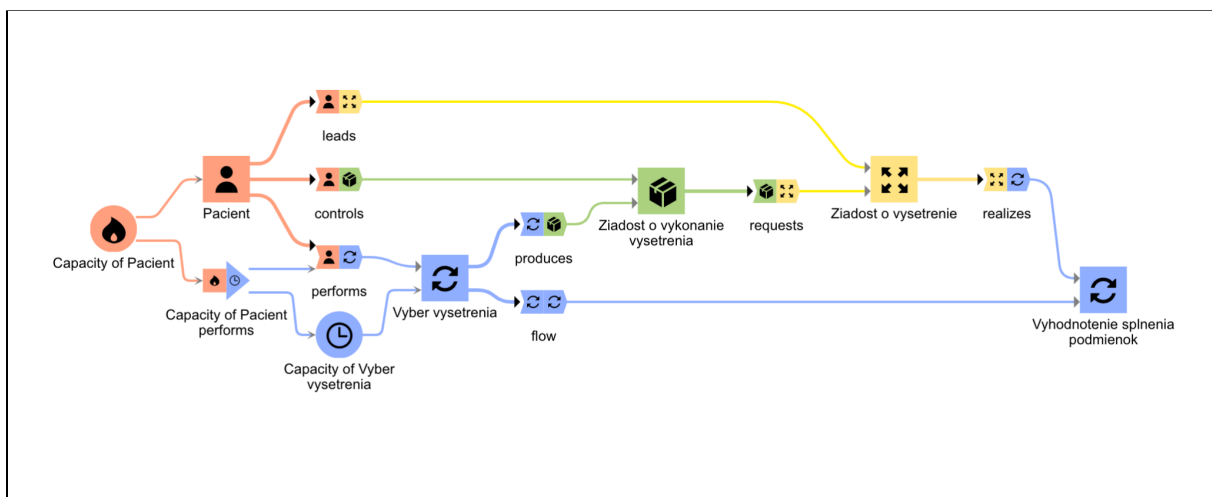 leads
Pacient
controls
Ziadost o vykonanie
vysetrenia
requests
Ziadost o vysetrenie
realizes
Capacity of Pacient
produces
performs
Capacity of Pacient
performs
Vyber vysetrenia
flow
Vyhodnotenie splnenia
podmienok
Capacity of Vyber
vysetrenia